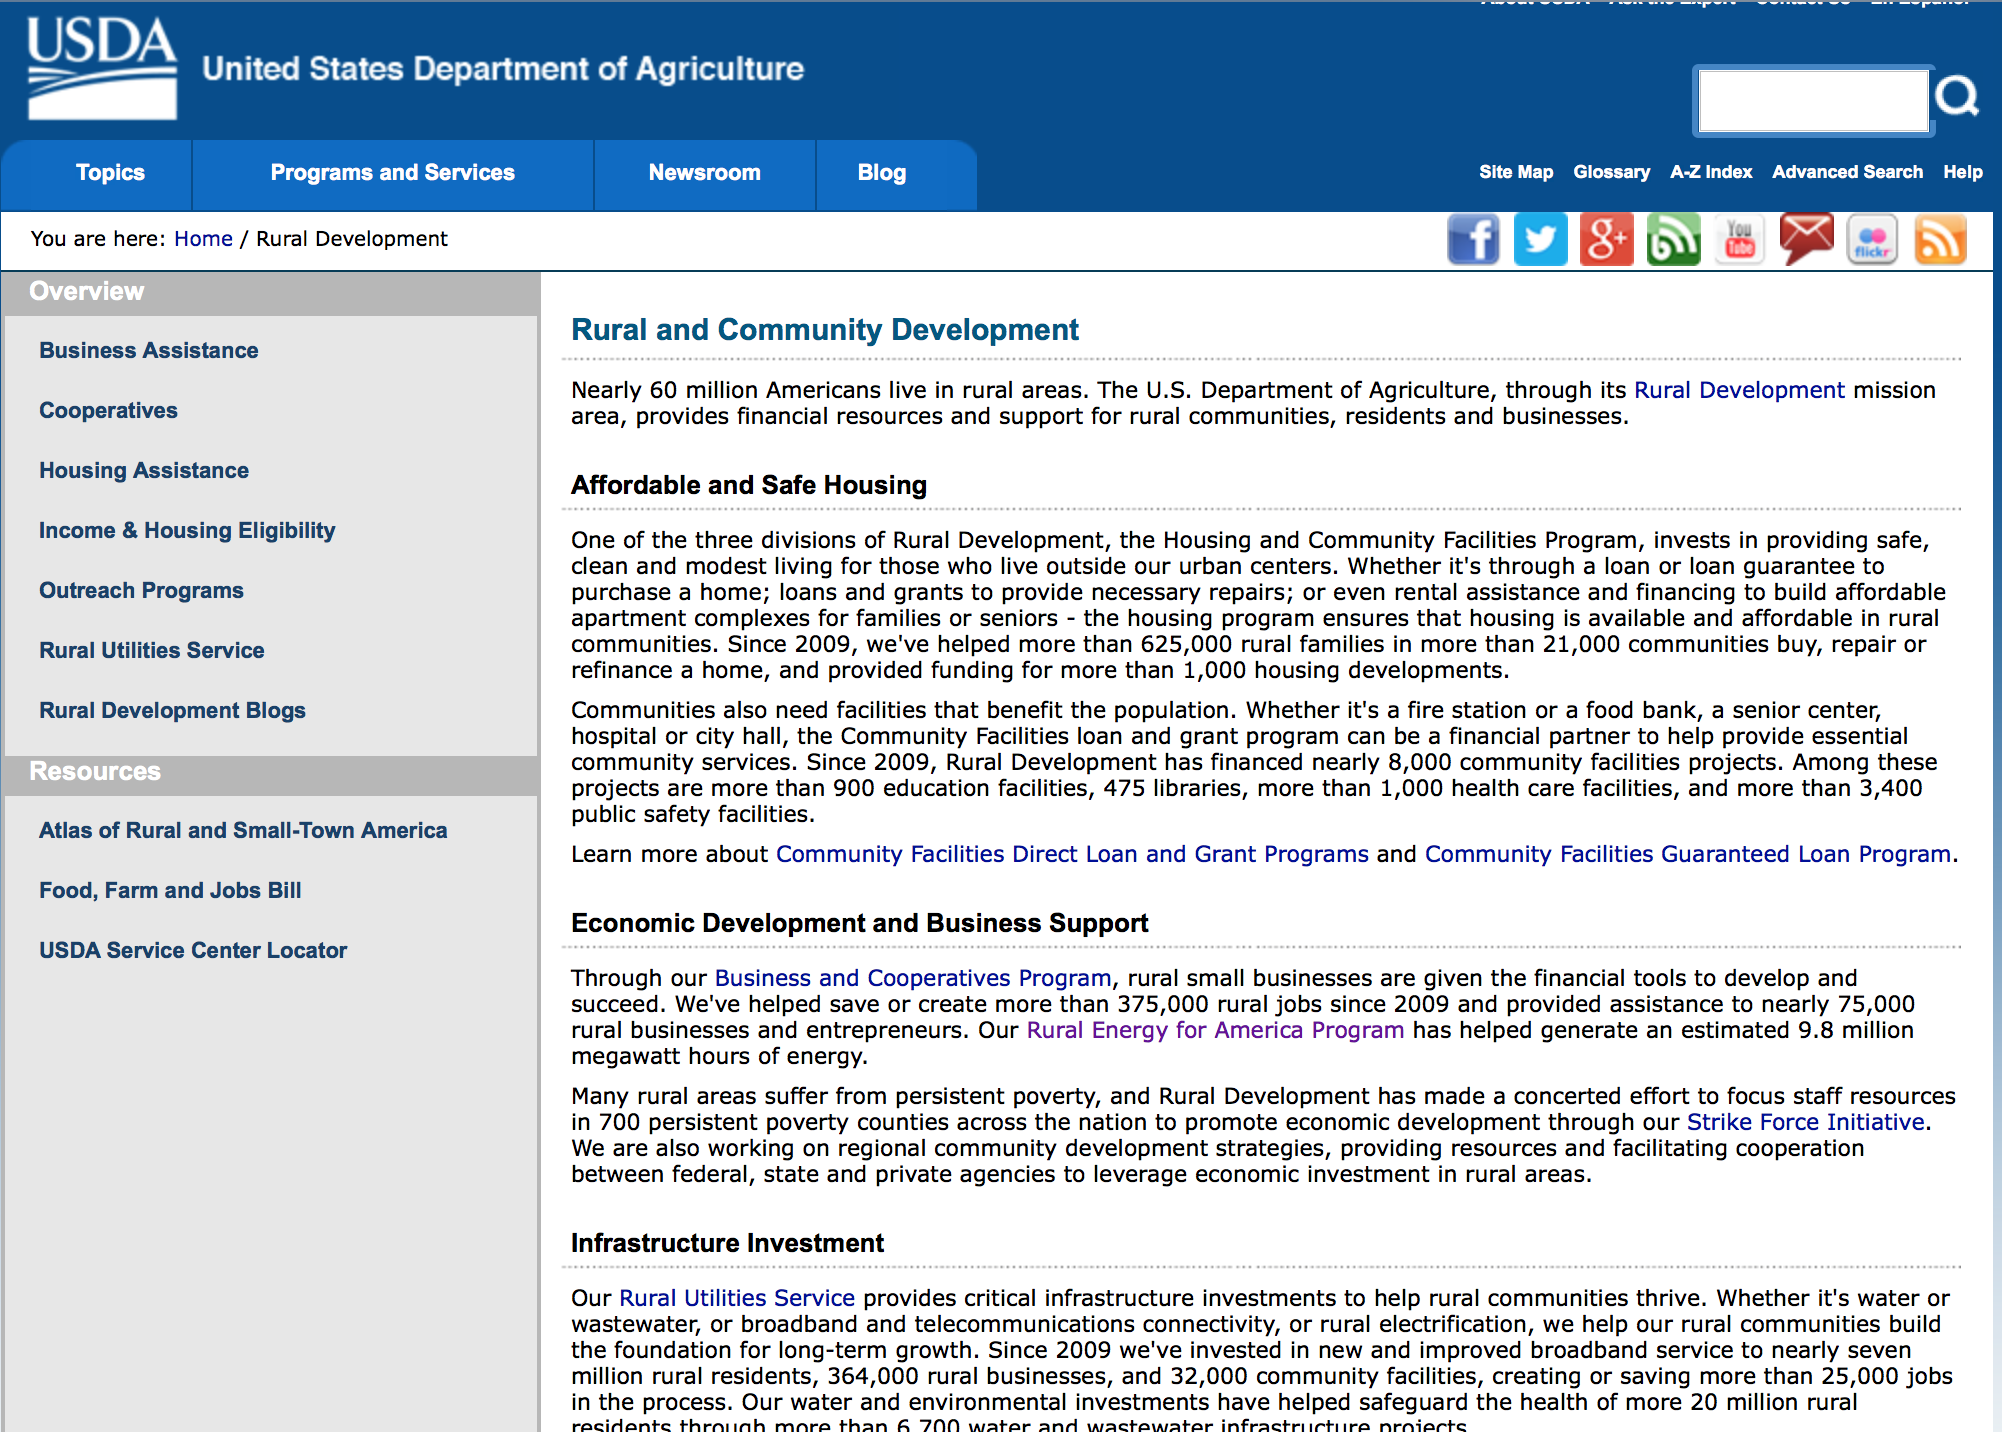 About USDA Ask the Expert Contact Us En Español
USDA
United States Department of Agriculture
Topics
Programs and Services
Newsroom
Blog
Site Map Glossary A-Z Index Advanced Search Help
You are here: Home / Rural Development
f
g+
b
You Tube
flickr
Overview
Business Assistance
Cooperatives
Housing Assistance
Income & Housing Eligibility
Outreach Programs
Rural Utilities Service
Rural Development Blogs
Resources
Atlas of Rural and Small-Town America
Food, Farm and Jobs Bill
USDA Service Center Locator
Rural and Community Development
Nearly 60 million Americans live in rural areas. The U.S. Department of Agriculture, through its Rural Development mission
area, provides financial resources and support for rural communities, residents and businesses.
Affordable and Safe Housing
One of the three divisions of Rural Development, the Housing and Community Facilities Program, invests in providing safe,
clean and modest living for those who live outside our urban centers. Whether it's through a loan or loan guarantee to
purchase a home; loans and grants to provide necessary repairs; or even rental assistance and financing to build affordable
apartment complexes for families or seniors - the housing program ensures that housing is available and affordable in rural
communities. Since 2009, we've helped more than 625,000 rural families in more than 21,000 communities buy, repair or
refinance a home, and provided funding for more than 1,000 housing developments.
Communities also need facilities that benefit the population. Whether it's a fire station or a food bank, a senior center,
hospital or city hall, the Community Facilities loan and grant program can be a financial partner to help provide essential
community services. Since 2009, Rural Development has financed nearly 8,000 community facilities projects. Among these
projects are more than 900 education facilities, 475 libraries, more than 1,000 health care facilities, and more than 3,400
public safety facilities.
Learn more about Community Facilities Direct Loan and Grant Programs and Community Facilities Guaranteed Loan Program.
Economic Development and Business Support
Through our Business and Cooperatives Program, rural small businesses are given the financial tools to develop and
succeed. We've helped save or create more than 375,000 rural jobs since 2009 and provided assistance to nearly 75,000
rural businesses and entrepreneurs. Our Rural Energy for America Program has helped generate an estimated 9.8 million
megawatt hours of energy.
Many rural areas suffer from persistent poverty, and Rural Development has made a concerted effort to focus staff resources
in 700 persistent poverty counties across the nation to promote economic development through our Strike Force Initiative.
We are also working on regional community development strategies, providing resources and facilitating cooperation
between federal, state and private agencies to leverage economic investment in rural areas.
Infrastructure Investment
Our Rural Utilities Service provides critical infrastructure investments to help rural communities thrive. Whether it's water or
wastewater, or broadband and telecommunications connectivity, or rural electrification, we help our rural communities build
the foundation for long-term growth. Since 2009 we've invested in new and improved broadband service to nearly seven
million rural residents, 364,000 rural businesses, and 32,000 community facilities, creating or saving more than 25,000 jobs
in the process. Our water and environmental investments have helped safeguard the health of more 20 million rural
residents through more than 6,700 water and wastewater infrastructure projects.